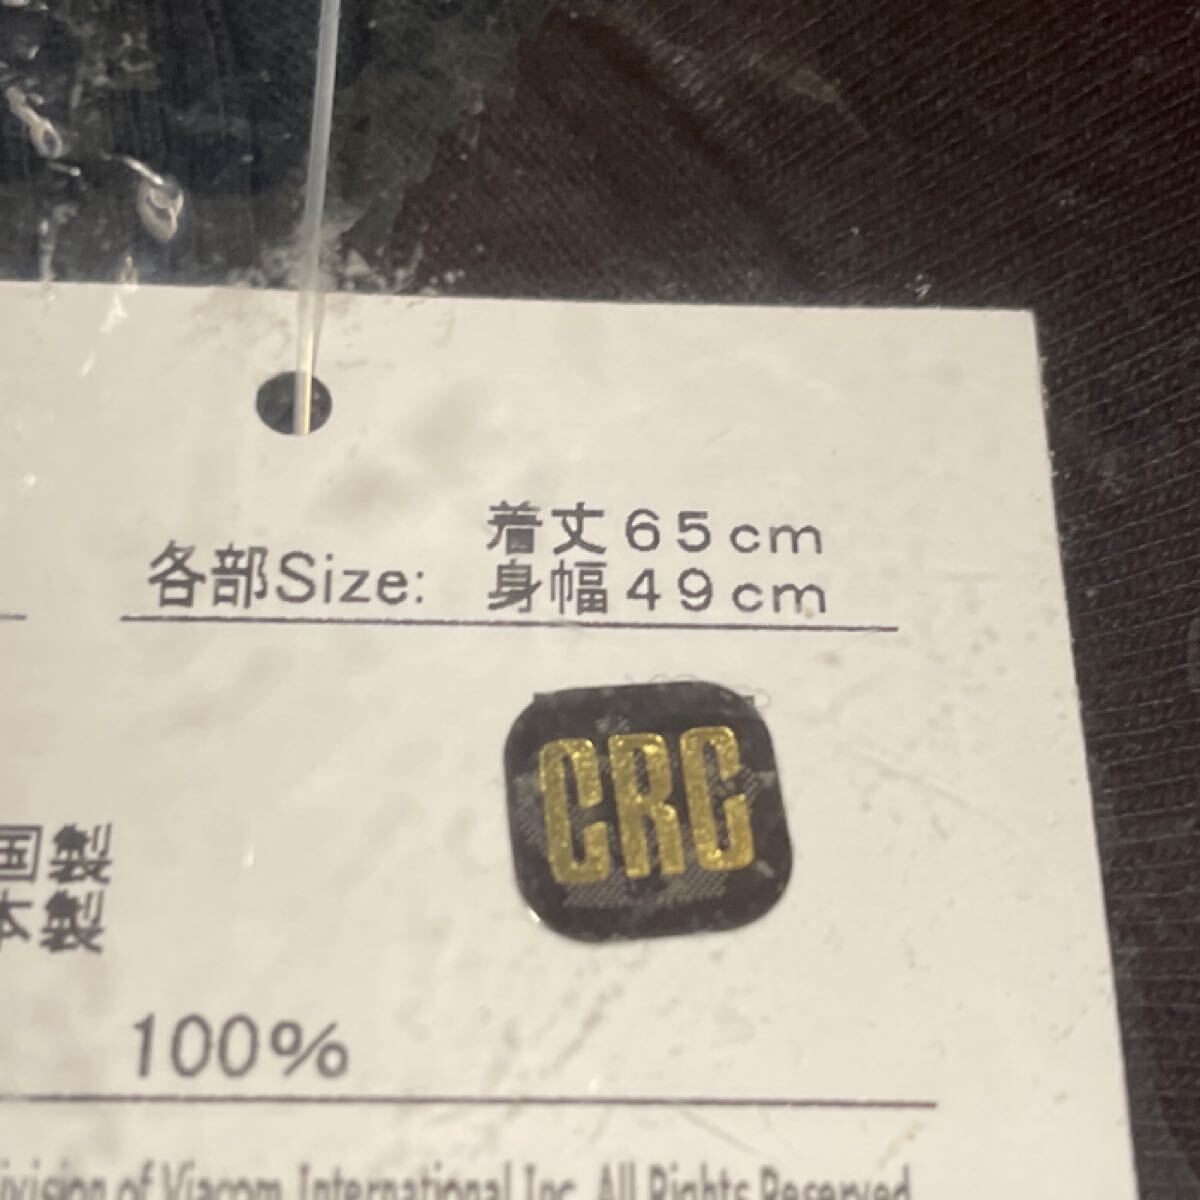 着丈65cm
各部Size: 身幅49cm
CRC
国製
本製
100%
of Viacom International Inc. All Rights Reserved